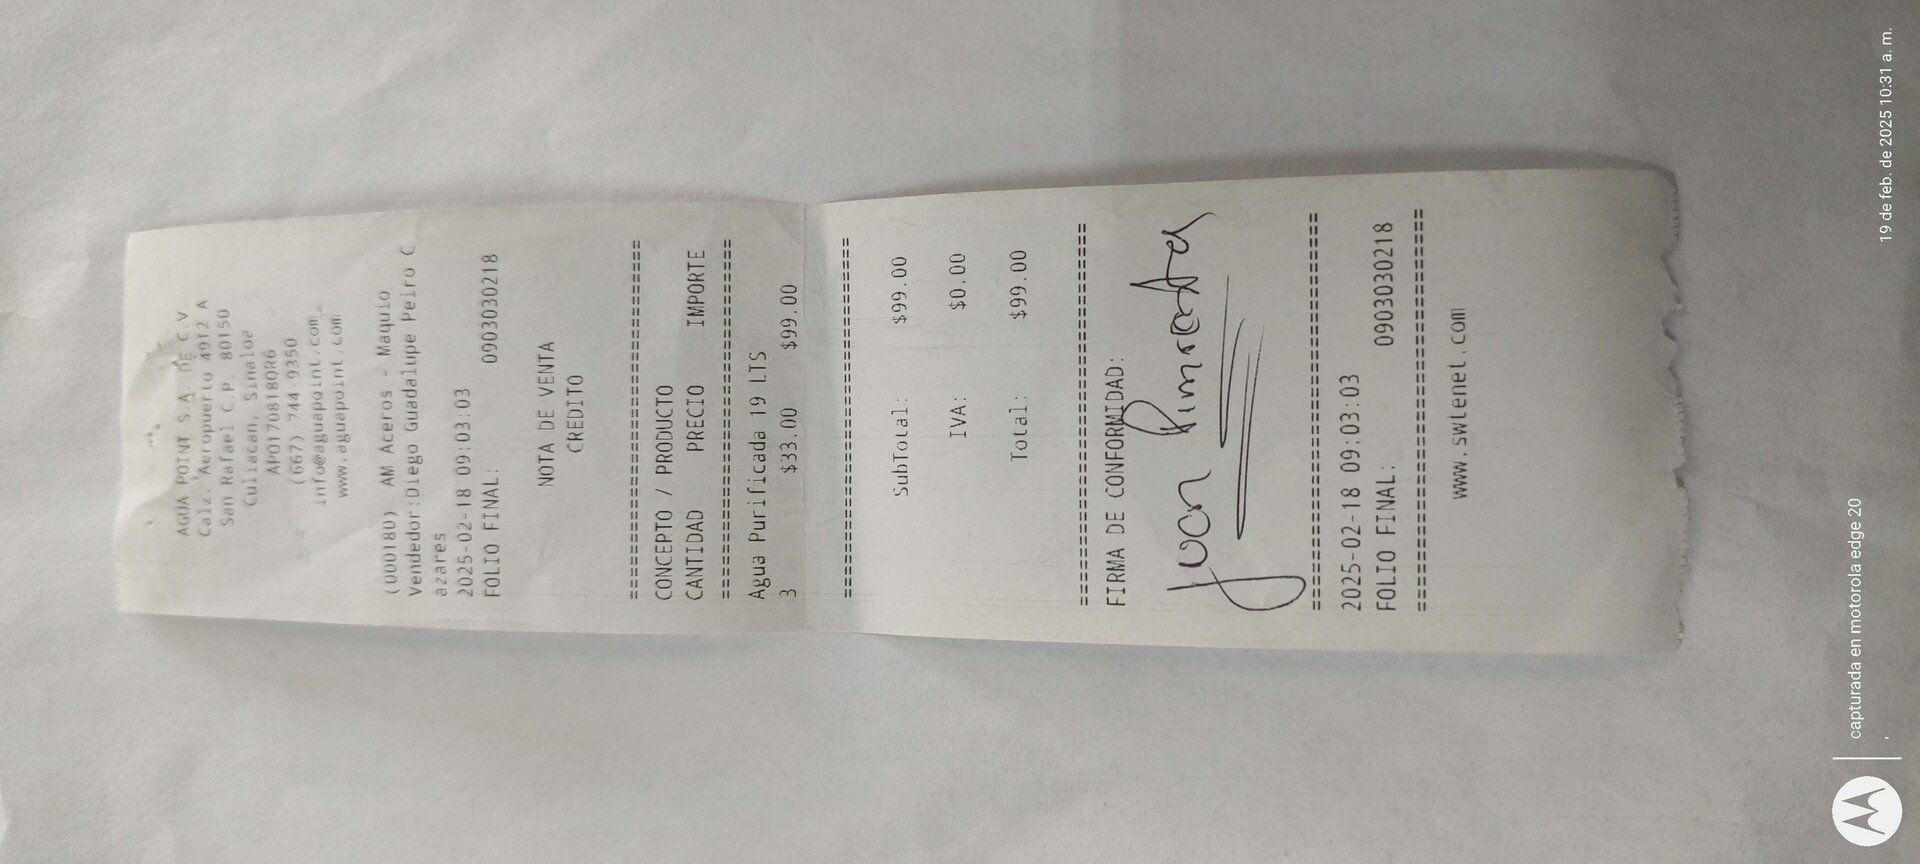 AGUA POINT S.A. DE C.V.
Calz. Aeropuerto 4912 A
San Rafael C.P. 80150
Culiacan, Sinaloa
APO170818QR6
(667) 744-9350
info@aguapoint.com
www.aguapoint.com
(000180) AM Aceros - Maquio
Vendedor:Diego Guadalupe Peiro C
azares
2025-02-18 09:03:03
FOLIO FINAL: 0903030218
NOTA DE VENTA
CREDITO
================================
CONCEPTO / PRODUCTO
CANTIDAD PRECIO IMPORTE
================================
Agua Purificada 19 LTS
3 $33.00 $99.00
================================
SubTotal: $99.00
IVA: $0.00
Total: $99.00
================================
FIRMA DE CONFORMIDAD:
Juan Pimienta
================================
2025-02-18 09:03:03
FOLIO FINAL: 0903030218
================================
www.swlenet.com
capturada en motorola edge 20
19 de feb. de 2025 10:31 a. m.